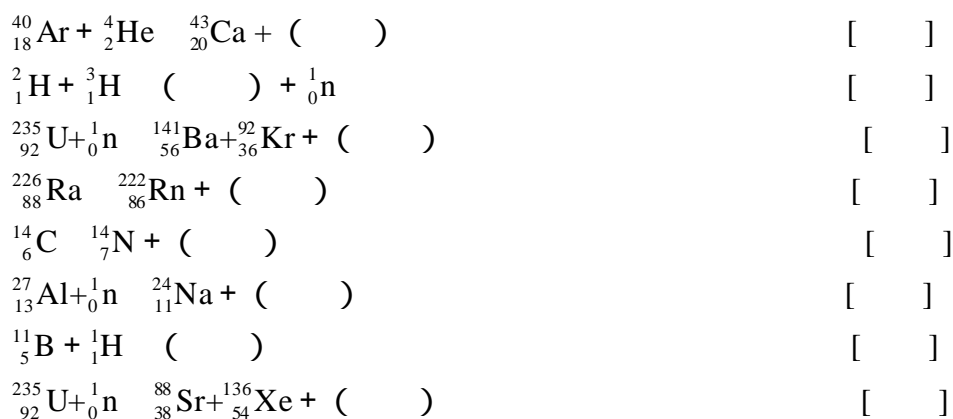 ⁴⁰₁₈Ar + ⁴₂He ⁴³₂₀Ca + ( ) [ ]
²₁H + ³₁H ( ) + ¹₀n [ ]
²³⁵₉₂U+¹₀n ¹⁴¹₅₆Ba+⁹²₃₆Kr + ( ) [ ]
²²⁶₈₈Ra ²²²₈₆Rn + ( ) [ ]
¹⁴₆C ¹⁴₇N + ( ) [ ]
²⁷₁₃Al+¹₀n ²⁴₁₁Na + ( ) [ ]
¹¹₅B + ¹₁H ( ) [ ]
²³⁵₉₂U+¹₀n ⁸⁸₃₈Sr+¹³⁶₅₄Xe + ( ) [ ]